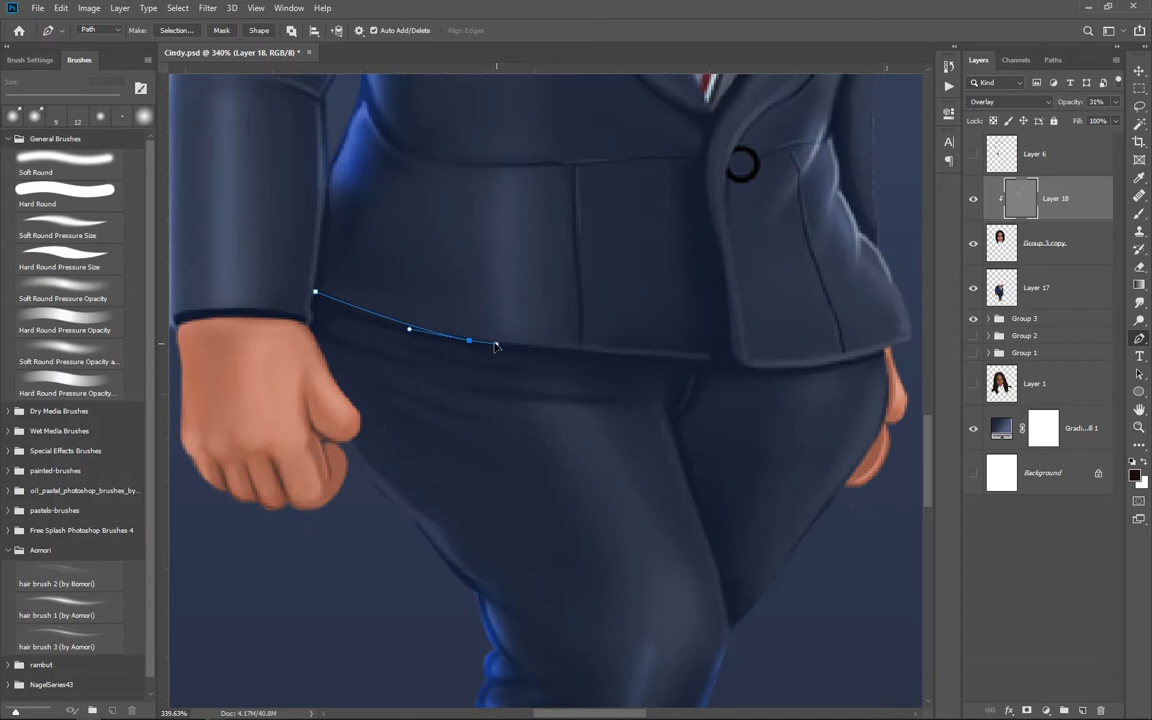 Ps File Edit Image Layer Type Select Filter 3D View Window Help
Path Make: Selection... Mask Shape Auto Add/Delete Align Edges
Cindy.psd @ 340% (Layer 18, RGB/8) * ×
Brush Settings Brushes
Size:
9 12
General Brushes
Soft Round
Hard Round
Soft Round Pressure Size
Hard Round Pressure Size
Soft Round Pressure Opacity
Hard Round Pressure Opacity
Soft Round Pressure Opacity a...
Hard Round Pressure Opacity...
Dry Media Brushes
Wet Media Brushes
Special Effects Brushes
painted-brushes
oil_pastel_photoshop_brushes_by...
pastels-brushes
Free Splash Photoshop Brushes 4
Aomori
hair brush 2 (by Bomori)
hair brush 1 (by Aomori)
hair brush 3 (by Aomori)
rambut
NagelSeries43
1
Layers Channels Paths
Kind
Overlay Opacity: 31%
Lock: Fill: 100%
Layer 6
Layer 18
Group 3 copy
Layer 17
Group 3
Group 2
Group 1
Layer 1
Gradi...ill 1
Background
339.63% Doc: 4.17M/40.8M